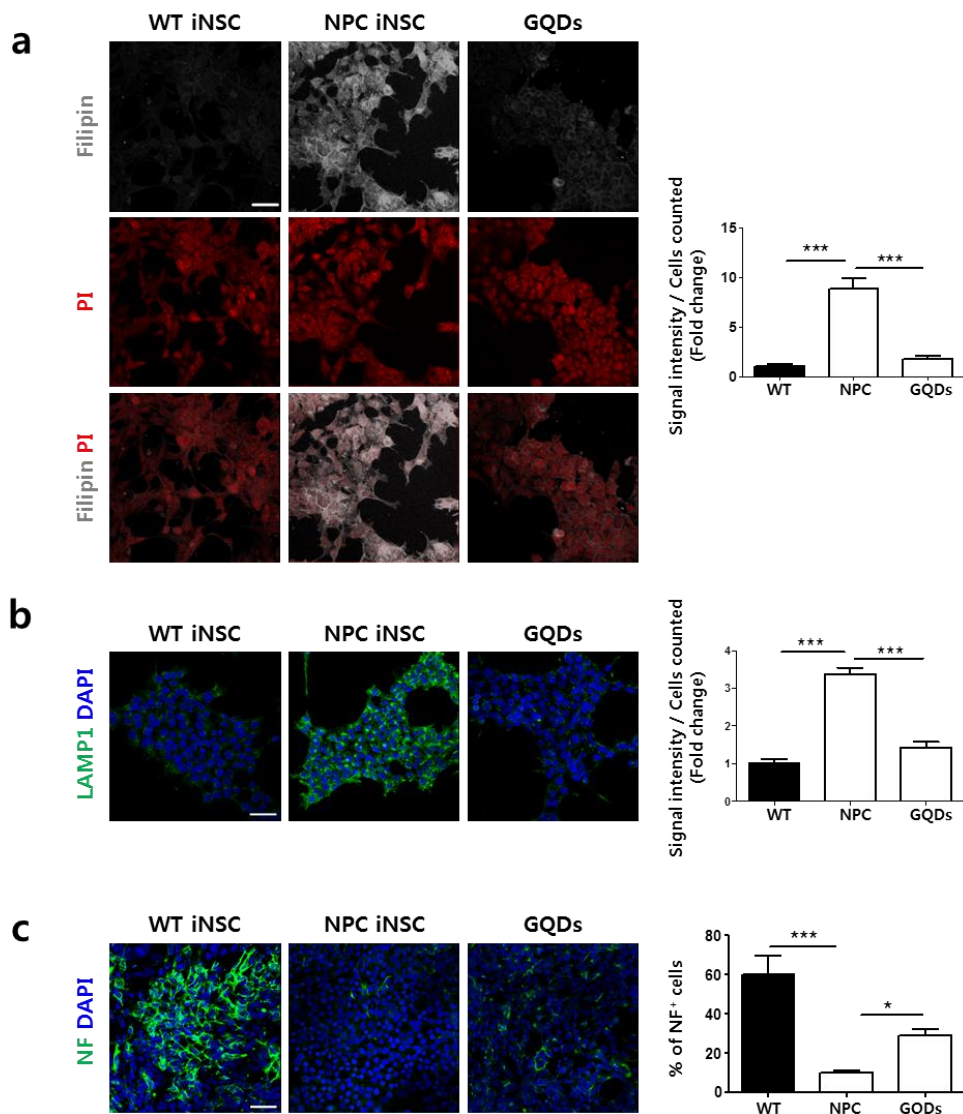 a
WT iNSC NPC iNSC GQDs
Filipin
PI
Filipin PI
Signal intensity / Cells counted
(Fold change)
15
10
5
0
*** ***
WT NPC GQDs
b
WT iNSC NPC iNSC GQDs
LAMP1 DAPI
Signal intensity / Cells counted
(Fold change)
4
3
2
1
0
*** ***
WT NPC GQDs
c
WT iNSC NPC iNSC GQDs
NF DAPI
% of NF+ cells
80
60
40
20
0
*** *
WT NPC GODs